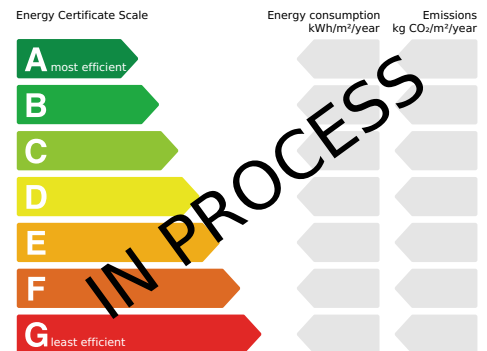 Energy Certificate Scale
Energy consumption
kWh/m²/year
Emissions
kg CO₂/m²/year
A most efficient
B
C
D
E
F
G least efficient
IN PROCESS